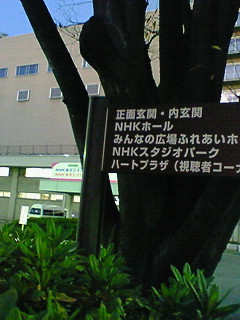 正面玄関・内玄関
NHKホール
みんなの広場ふれあいホ
NHKスタジオパーク
ハートプラザ(視聴者コーナ